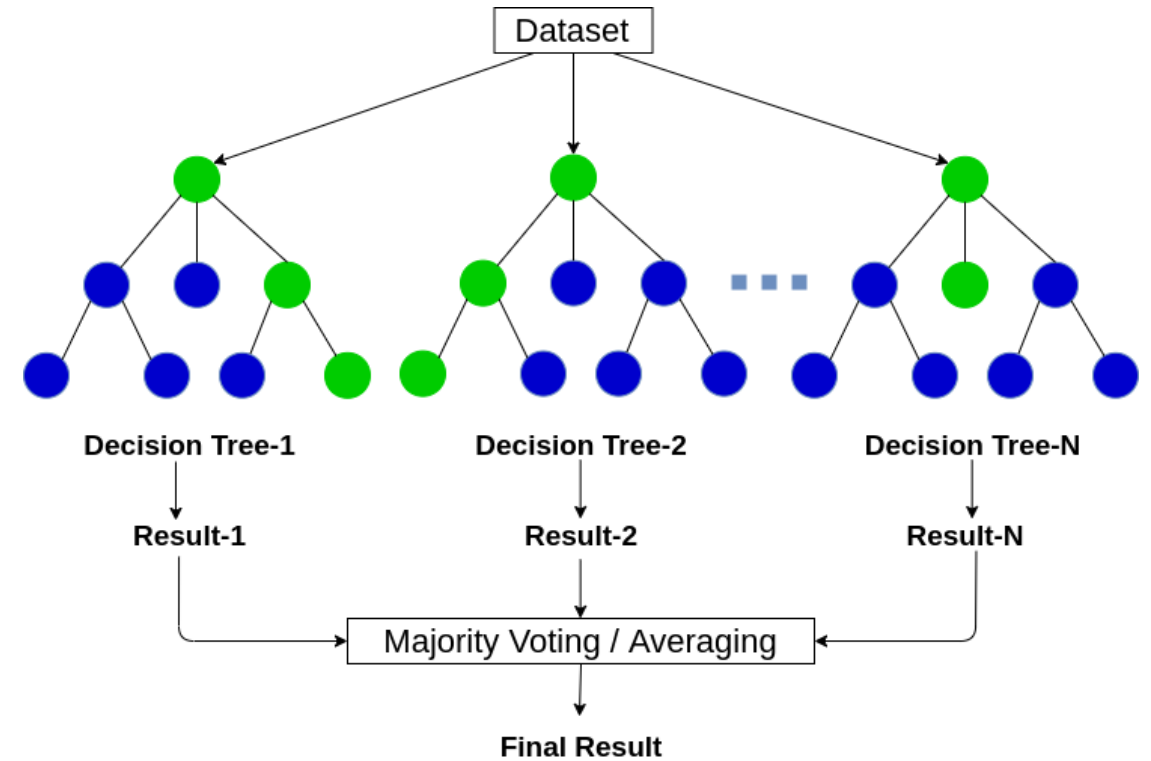 Dataset
Decision Tree-1
Decision Tree-2
Decision Tree-N
Result-1
Result-2
Result-N
Majority Voting / Averaging
Final Result